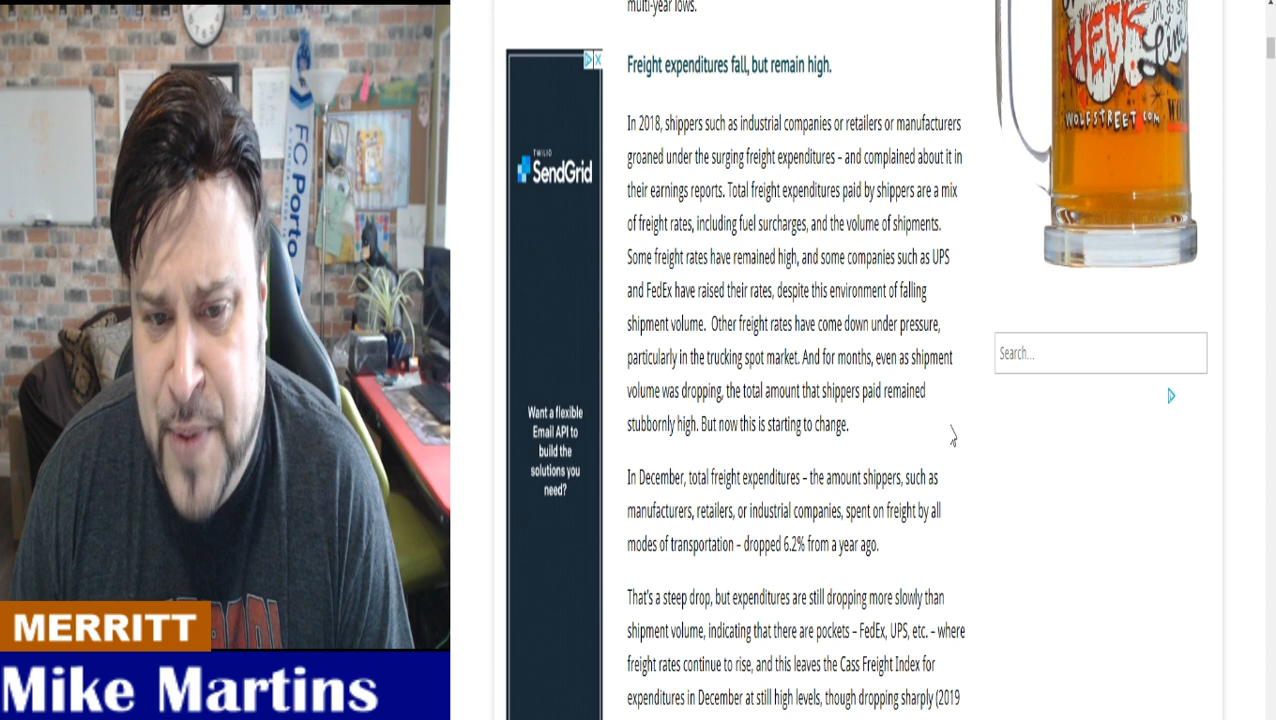 FC Porto
MERRITT
Mike Martins
multi-year lows.
Freight expenditures fall, but remain high.
In 2018, shippers such as industrial companies or retailers or manufacturers
groaned under the surging freight expenditures – and complained about it in
their earnings reports. Total freight expenditures paid by shippers are a mix
of freight rates, including fuel surcharges, and the volume of shipments.
Some freight rates have remained high, and some companies such as UPS
and FedEx have raised their rates, despite this environment of falling
shipment volume.  Other freight rates have come down under pressure,
particularly in the trucking spot market. And for months, even as shipment
volume was dropping, the total amount that shippers paid remained
stubbornly high. But now this is starting to change.
In December, total freight expenditures – the amount shippers, such as
manufacturers, retailers, or industrial companies, spent on freight by all
modes of transportation – dropped 6.2% from a year ago.
That's a steep drop, but expenditures are still dropping more slowly than
shipment volume, indicating that there are pockets – FedEx, UPS, etc. – where
freight rates continue to rise, and this leaves the Cass Freight Index for
expenditures in December at still high levels, though dropping sharply (2019
TWILIO
SendGrid
Want a flexible
Email API to
build the
solutions you
need?
HECK
WOLFSTREET.COM
Search...